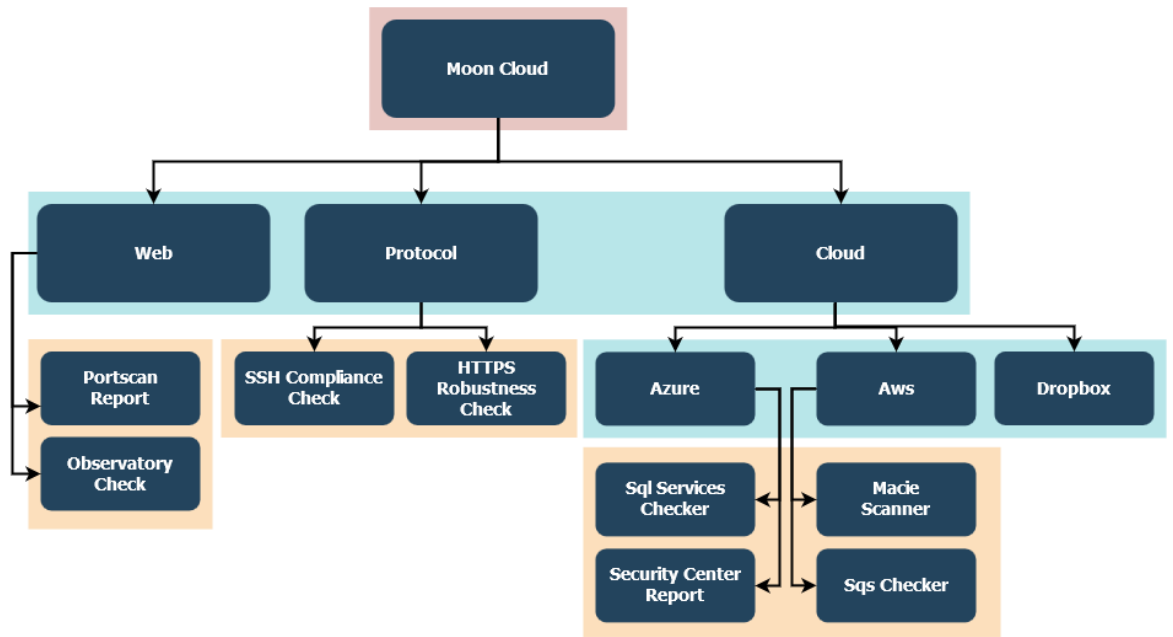 Moon Cloud
Web
Protocol
Cloud
Portscan
Report
Observatory
Check
SSH Compliance
Check
HTTPS
Robustness
Check
Azure
Aws
Dropbox
Sql Services
Checker
Macie
Scanner
Security Center
Report
Sqs Checker